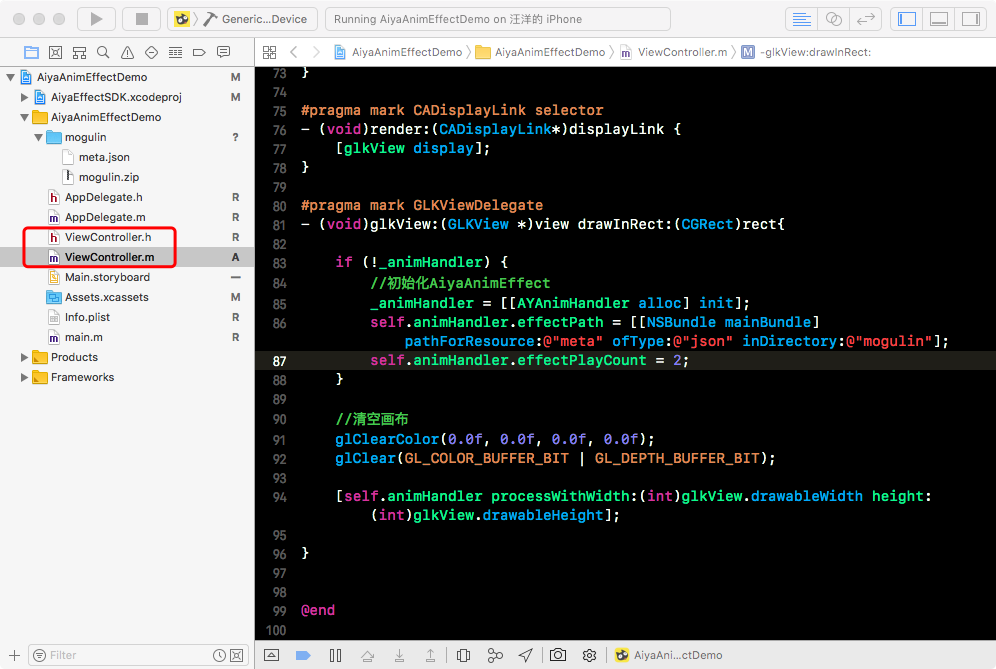 Generic...Device
Running AiyaAnimEffectDemo on 汪洋的 iPhone
AiyaAnimEffectDemo
AiyaAnimEffectDemo
ViewController.m
M
-glkView:drawInRect:
AiyaAnimEffectDemo M
AiyaEffectSDK.xcodeproj M
AiyaAnimEffectDemo
mogulin ?
meta.json
mogulin.zip
h AppDelegate.h R
m AppDelegate.m R
h ViewController.h R
m ViewController.m A
Main.storyboard —
Assets.xcassets M
Info.plist R
m main.m R
Products
Frameworks
Filter
73 }
74
75 #pragma mark CADisplayLink selector
76 - (void)render:(CADisplayLink*)displayLink {
77 [glkView display];
78 }
79
80 #pragma mark GLKViewDelegate
81 - (void)glkView:(GLKView *)view drawInRect:(CGRect)rect{
82
83 if (!_animHandler) {
84 //初始化AiyaAnimEffect
85 _animHandler = [[AYAnimHandler alloc] init];
86 self.animHandler.effectPath = [[NSBundle mainBundle]
pathForResource:@"meta" ofType:@"json" inDirectory:@"mogulin"];
87 self.animHandler.effectPlayCount = 2;
88 }
89
90 //清空画布
91 glClearColor(0.0f, 0.0f, 0.0f, 0.0f);
92 glClear(GL_COLOR_BUFFER_BIT | GL_DEPTH_BUFFER_BIT);
93
94 [self.animHandler processWithWidth:(int)glkView.drawableWidth height:
(int)glkView.drawableHeight];
95
96 }
97
98
99 @end
100
AiyaAni...ctDemo